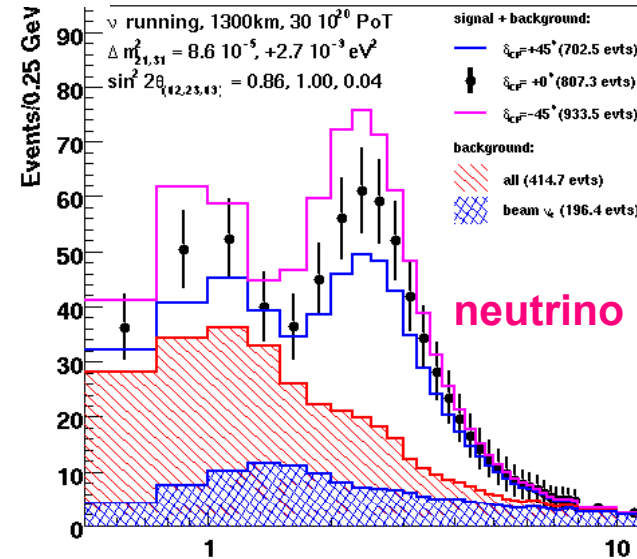 ν running, 1300km, 30 10²⁰ PoT
Δ m²₂₁,₃₁ = 8.6 10⁻⁵, +2.7 10⁻³ eV²
sin² 2θ₍₁₂,₂₃,₁₃₎ = 0.86, 1.00, 0.04
signal + background:
δCP=+45° (702.5 evts)
δCP= +0° (807.3 evts)
δCP=-45° (933.5 evts)
background:
all (414.7 evts)
beam νe (196.4 evts)
neutrino
Events/0.25 GeV
90
80
70
60
50
40
30
20
10
0
1
10